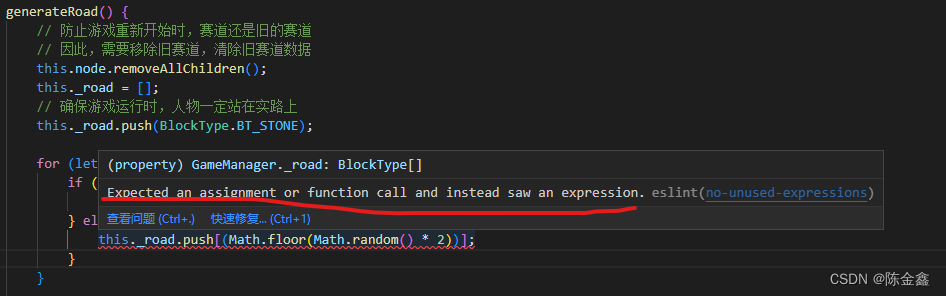 generateRoad() {
// 防止游戏重新开始时，赛道还是旧的赛道
// 因此，需要移除旧赛道，清除旧赛道数据
this.node.removeAllChildren();
this._road = [];
// 确保游戏运行时，人物一定站在实路上
this._road.push(BlockType.BT_STONE);
for (let
(property) GameManager._road: BlockType[]
if (
Expected an assignment or function call and instead saw an expression. eslint(no-unused-expressions)
} el
查看问题 (Ctrl+.) 快速修复... (Ctrl+1)
this._road.push[(Math.floor(Math.random() * 2))];
}
}
CSDN @陈金鑫